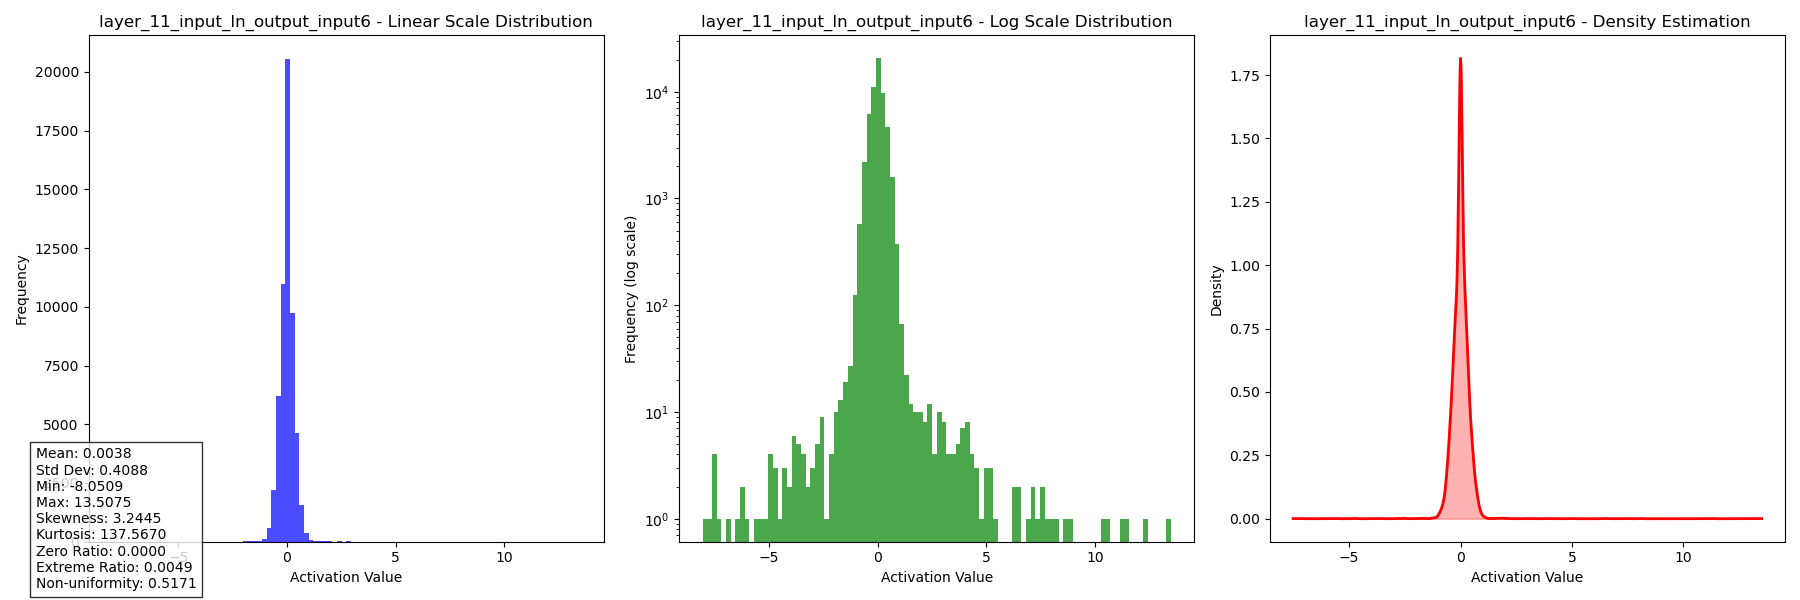 layer_11_input_ln_output_input6 - Linear Scale Distribution
20000
17500
15000
12500
10000
7500
5000
2500
0
Frequency
−5
0
5
10
Activation Value
Mean: 0.0038
Std Dev: 0.4088
Min: -8.0509
Max: 13.5075
Skewness: 3.2445
Kurtosis: 137.5670
Zero Ratio: 0.0000
Extreme Ratio: 0.0049
Non-uniformity: 0.5171
layer_11_input_ln_output_input6 - Log Scale Distribution
10⁴
10³
10²
10¹
10⁰
Frequency (log scale)
−5
0
5
10
Activation Value
layer_11_input_ln_output_input6 - Density Estimation
1.75
1.50
1.25
1.00
0.75
0.50
0.25
0.00
Density
−5
0
5
10
Activation Value